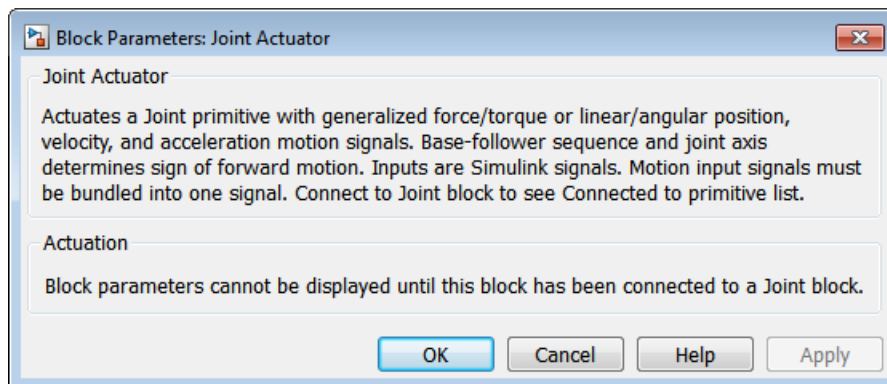 Block Parameters: Joint Actuator
Joint Actuator
Actuates a Joint primitive with generalized force/torque or linear/angular position,
velocity, and acceleration motion signals. Base-follower sequence and joint axis
determines sign of forward motion. Inputs are Simulink signals. Motion input signals must
be bundled into one signal. Connect to Joint block to see Connected to primitive list.
Actuation
Block parameters cannot be displayed until this block has been connected to a Joint block.
OK Cancel Help Apply